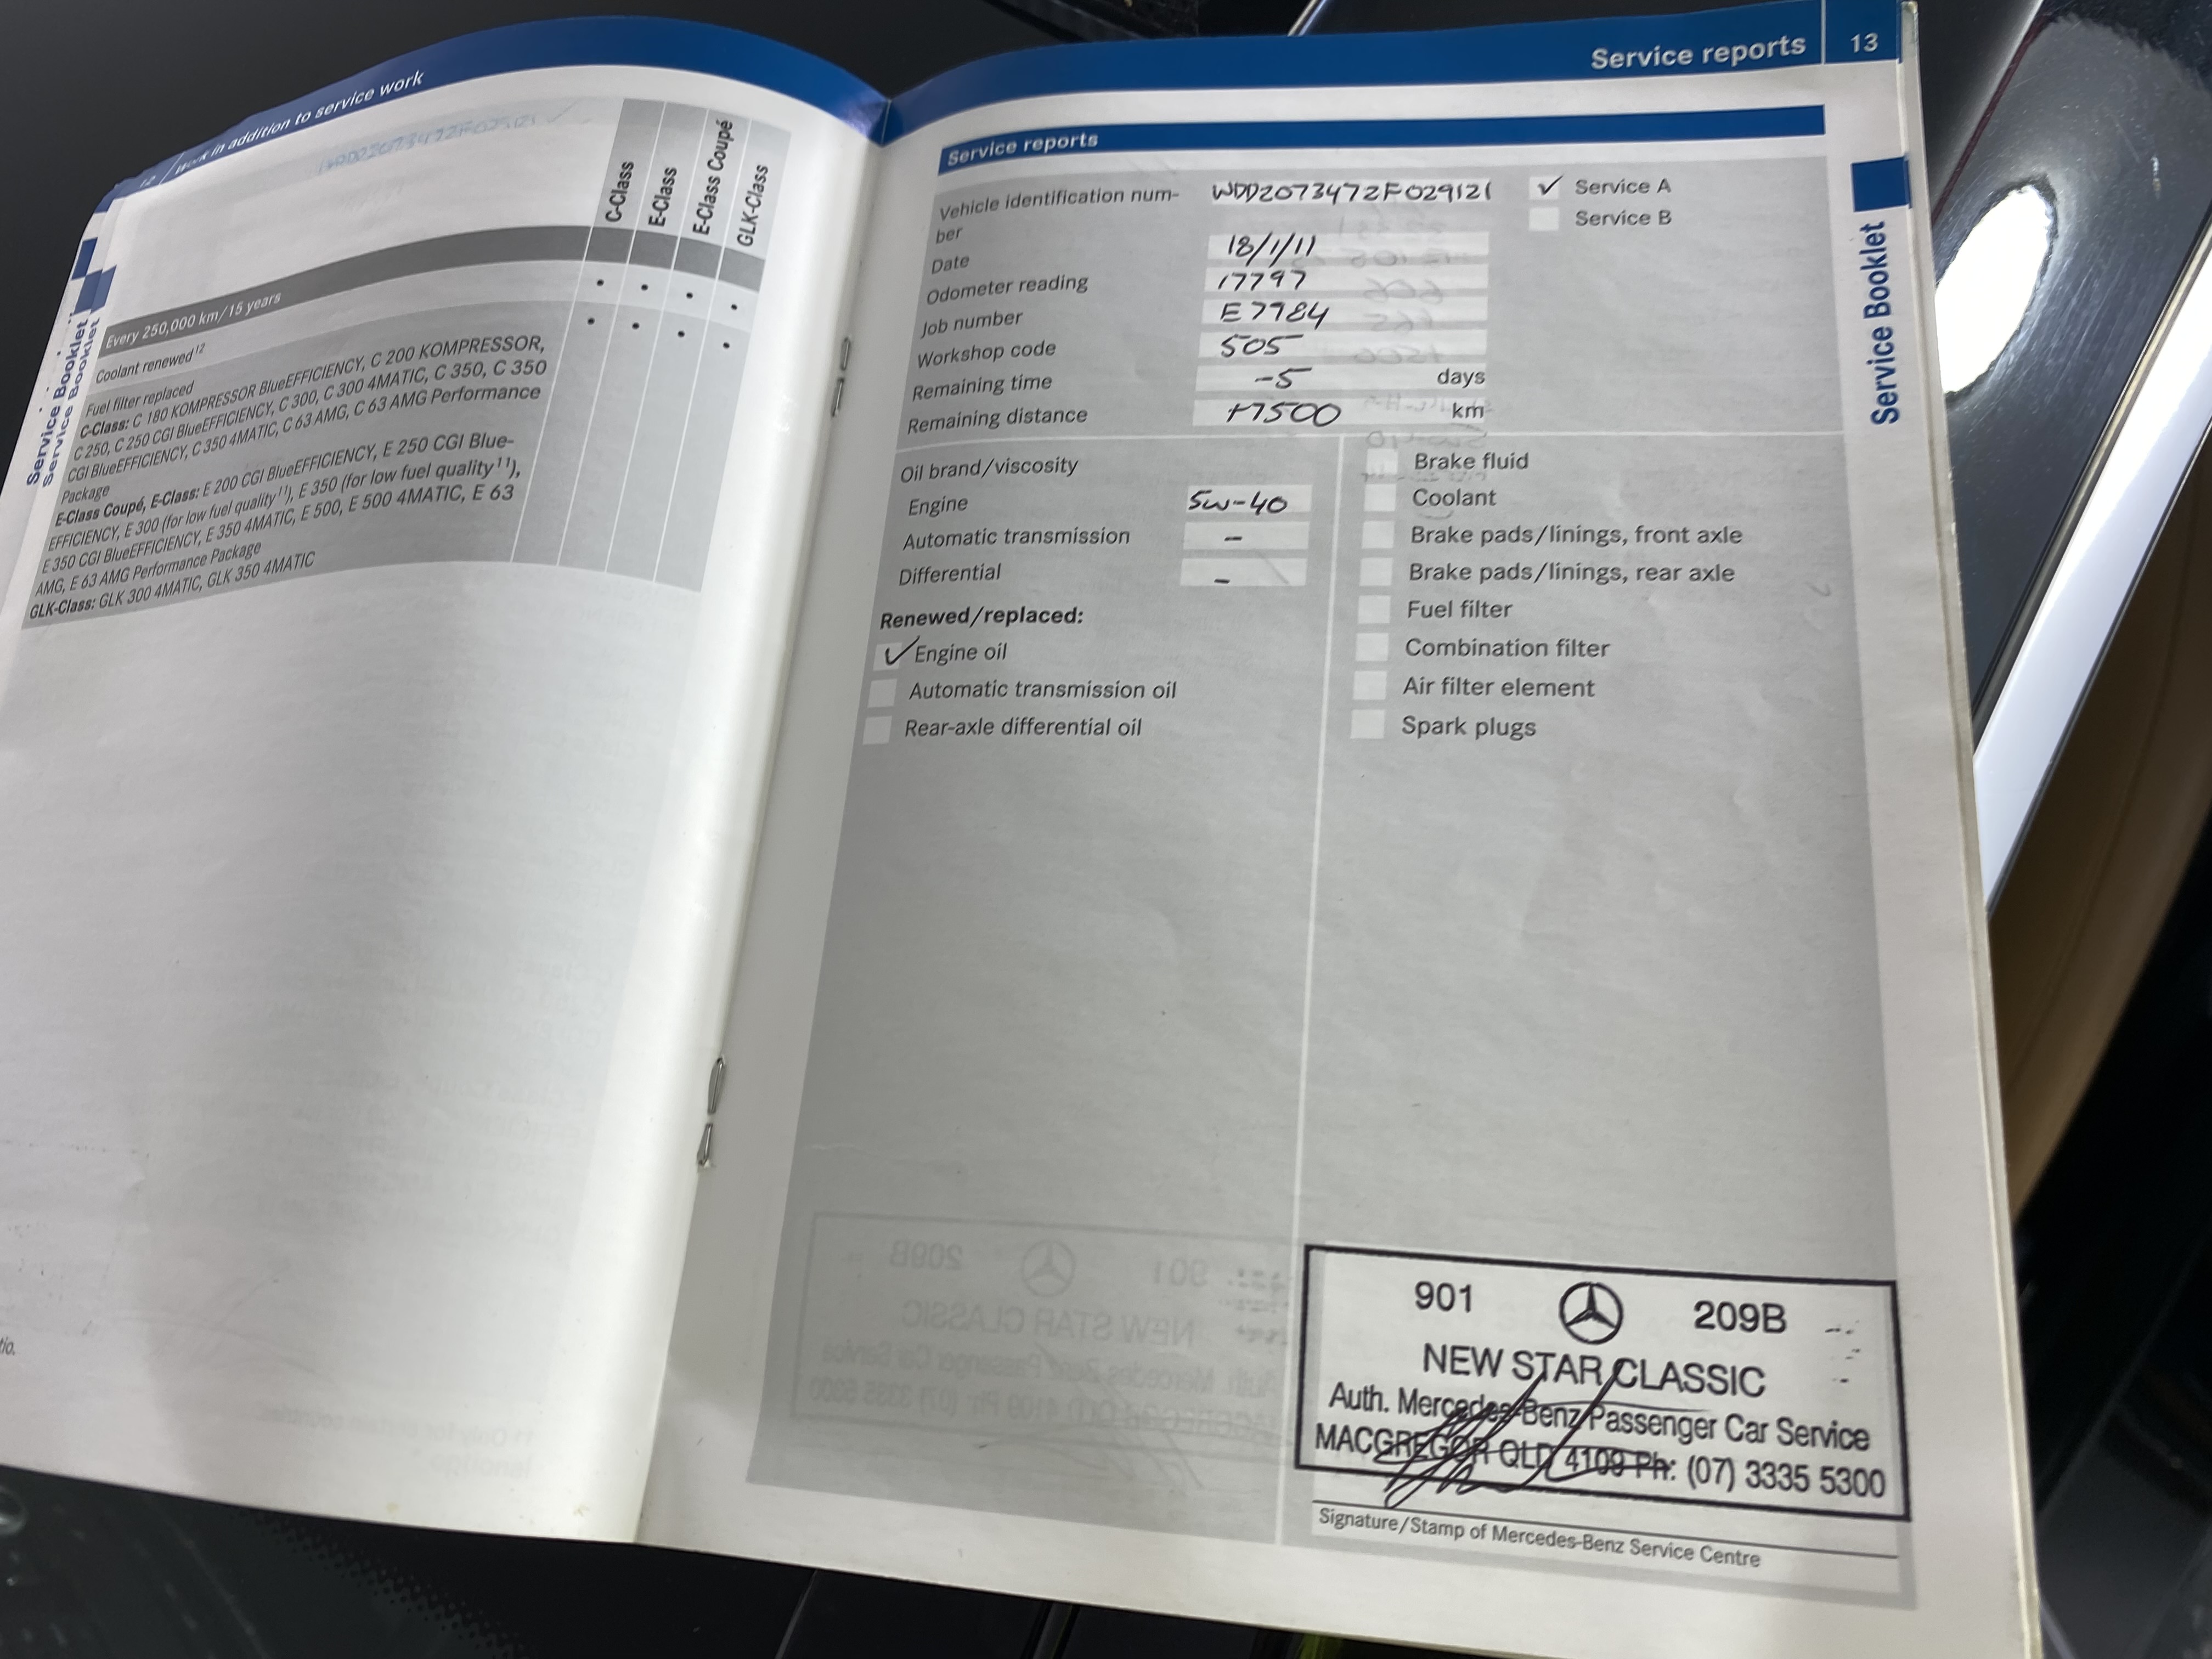 12 | Work in addition to service work
C-Class
E-Class
E-Class Coupé
GLK-Class
Every 250,000 km/15 years
Coolant renewed12
Fuel filter replaced
C-Class: C 180 KOMPRESSOR BlueEFFICIENCY, C 200 KOMPRESSOR,
C 250, C 250 CGI BlueEFFICIENCY, C 300, C 300 4MATIC, C 350, C 350
CGI BlueEFFICIENCY, C 350 4MATIC, C 63 AMG, C 63 AMG Performance
Package
E-Class Coupé, E-Class: E 200 CGI BlueEFFICIENCY, E 250 CGI Blue-
EFFICIENCY, E 300 (for low fuel quality11), E 350 (for low fuel quality11),
E 350 CGI BlueEFFICIENCY, E 350 4MATIC, E 500, E 500 4MATIC, E 63
AMG, E 63 AMG Performance Package
GLK-Class: GLK 300 4MATIC, GLK 350 4MATIC
Service Booklet
Service Booklet
tio.
Service reports | 13
Service reports
Vehicle identification num-
ber
WDD2073472F029121
✓ Service A
Service B
Date 18/1/11
Odometer reading 17797
Job number E7784
Workshop code 505
Remaining time -5 days
Remaining distance +7500 km
Oil brand/viscosity
Engine 5w-40
Automatic transmission -
Differential -
Renewed/replaced:
✓ Engine oil
Automatic transmission oil
Rear-axle differential oil
Brake fluid
Coolant
Brake pads/linings, front axle
Brake pads/linings, rear axle
Fuel filter
Combination filter
Air filter element
Spark plugs
Service Booklet
901 209B
NEW STAR CLASSIC
Auth. Mercedes-Benz Passenger Car Service
MACGREGOR QLD 4109 Ph: (07) 3335 5300
Signature/Stamp of Mercedes-Benz Service Centre